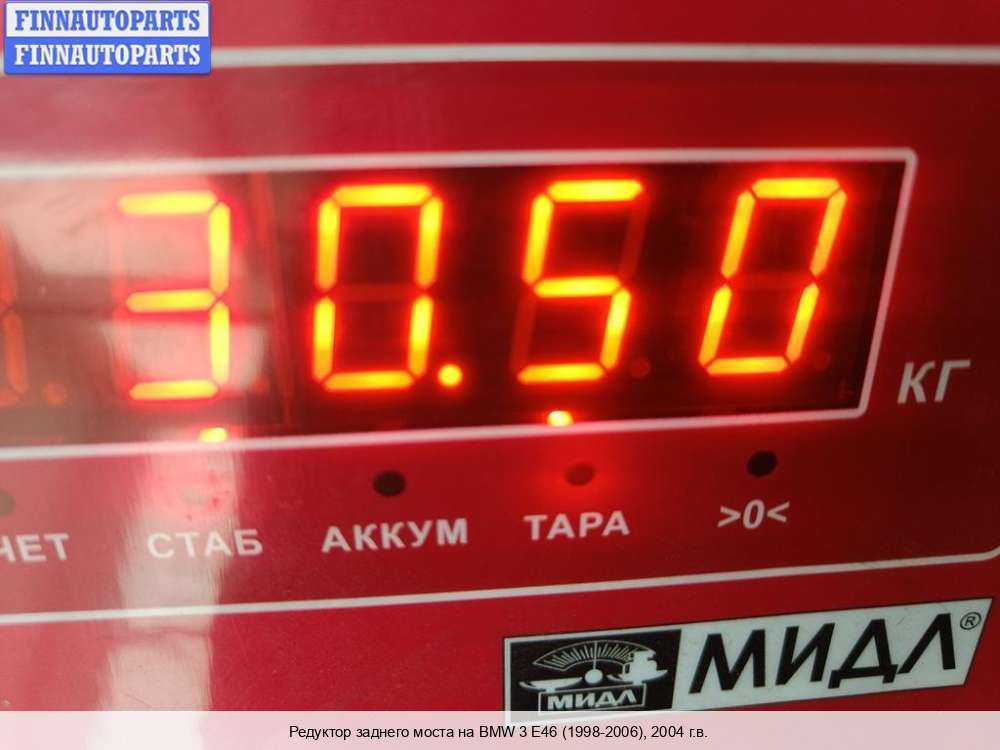 FINNAUTOPARTS
FINNAUTOPARTS
30.50
КГ
СТАБ АККУМ ТАРА >0<
МИДЛ
МИДЛ®
Редуктор заднего моста на BMW 3 E46 (1998-2006), 2004 г.в.